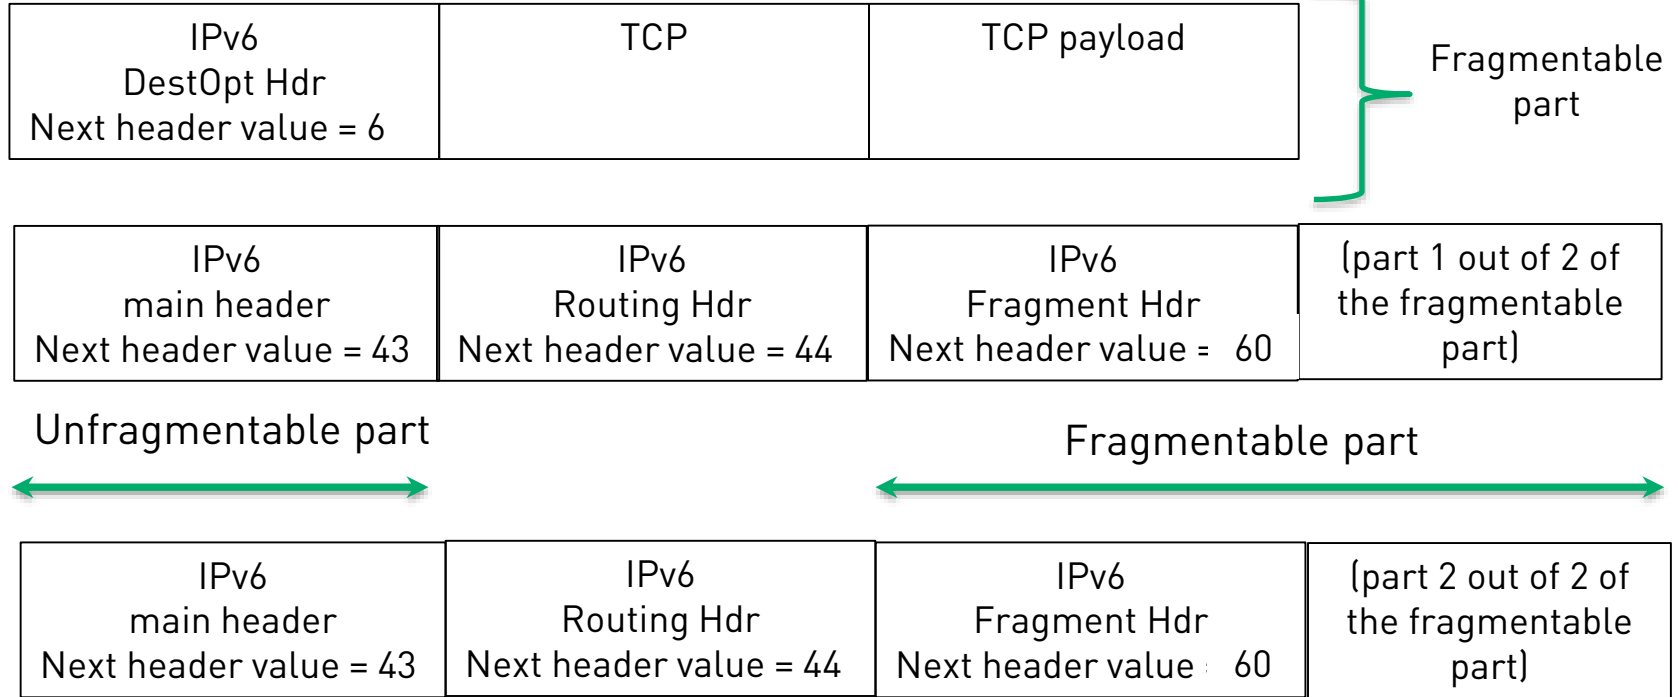 IPv6
DestOpt Hdr
Next header value = 6
TCP
TCP payload
Fragmentable
part
IPv6
main header
Next header value = 43
IPv6
Routing Hdr
Next header value = 44
IPv6
Fragment Hdr
Next header value = 60
(part 1 out of 2 of
the fragmentable
part)
Unfragmentable part
Fragmentable part
IPv6
main header
Next header value = 43
IPv6
Routing Hdr
Next header value = 44
IPv6
Fragment Hdr
Next header value : 60
(part 2 out of 2 of
the fragmentable
part)